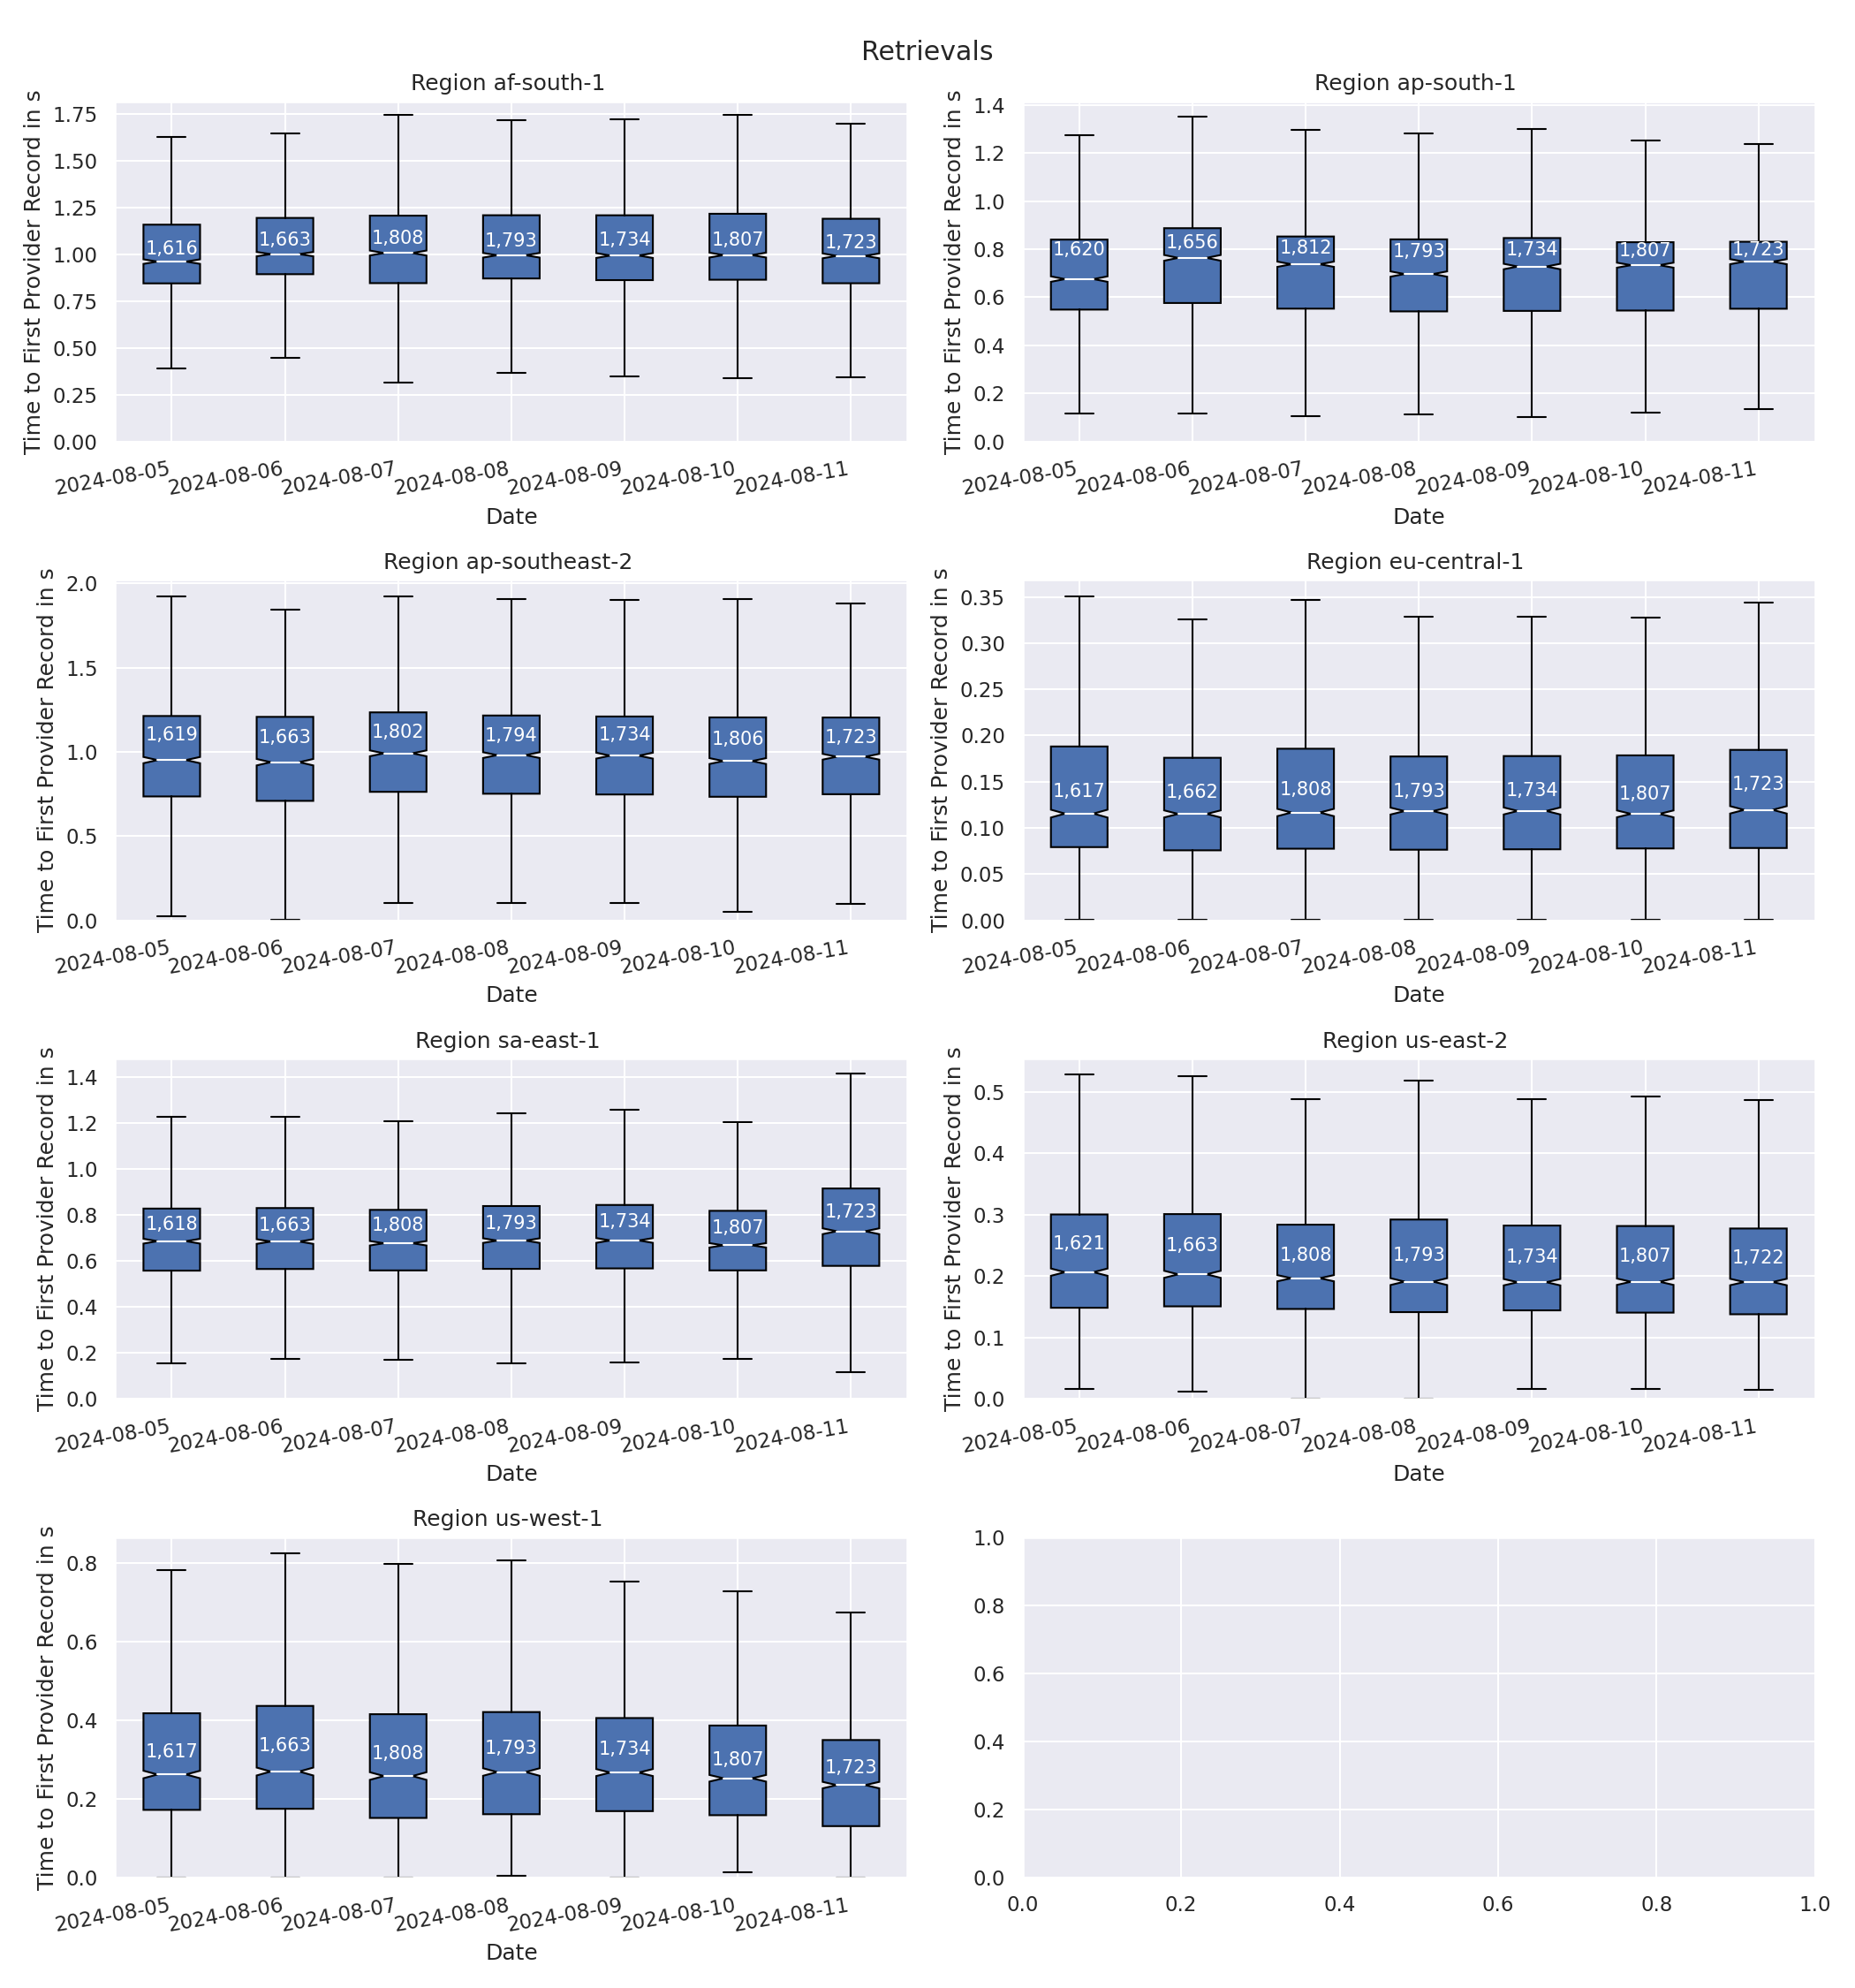 Retrievals
Region af-south-1
Time to First Provider Record in s
1.75
1.50
1.25
1.00
0.75
0.50
0.25
0.00
1,616 1,663 1,808 1,793 1,734 1,807 1,723
2024-08-05 2024-08-06 2024-08-07 2024-08-08 2024-08-09 2024-08-10 2024-08-11
Date
Region ap-south-1
Time to First Provider Record in s
1.4
1.2
1.0
0.8
0.6
0.4
0.2
0.0
1,620 1,656 1,812 1,793 1,734 1,807 1,723
2024-08-05 2024-08-06 2024-08-07 2024-08-08 2024-08-09 2024-08-10 2024-08-11
Date
Region ap-southeast-2
Time to First Provider Record in s
2.0
1.5
1.0
0.5
0.0
1,619 1,663 1,802 1,794 1,734 1,806 1,723
2024-08-05 2024-08-06 2024-08-07 2024-08-08 2024-08-09 2024-08-10 2024-08-11
Date
Region eu-central-1
Time to First Provider Record in s
0.35
0.30
0.25
0.20
0.15
0.10
0.05
0.00
1,617 1,662 1,808 1,793 1,734 1,807 1,723
2024-08-05 2024-08-06 2024-08-07 2024-08-08 2024-08-09 2024-08-10 2024-08-11
Date
Region sa-east-1
Time to First Provider Record in s
1.4
1.2
1.0
0.8
0.6
0.4
0.2
0.0
1,618 1,663 1,808 1,793 1,734 1,807 1,723
2024-08-05 2024-08-06 2024-08-07 2024-08-08 2024-08-09 2024-08-10 2024-08-11
Date
Region us-east-2
Time to First Provider Record in s
0.5
0.4
0.3
0.2
0.1
0.0
1,621 1,663 1,808 1,793 1,734 1,807 1,722
2024-08-05 2024-08-06 2024-08-07 2024-08-08 2024-08-09 2024-08-10 2024-08-11
Date
Region us-west-1
Time to First Provider Record in s
0.8
0.6
0.4
0.2
0.0
1,617 1,663 1,808 1,793 1,734 1,807 1,723
2024-08-05 2024-08-06 2024-08-07 2024-08-08 2024-08-09 2024-08-10 2024-08-11
Date
1.0
0.8
0.6
0.4
0.2
0.0
0.0 0.2 0.4 0.6 0.8 1.0